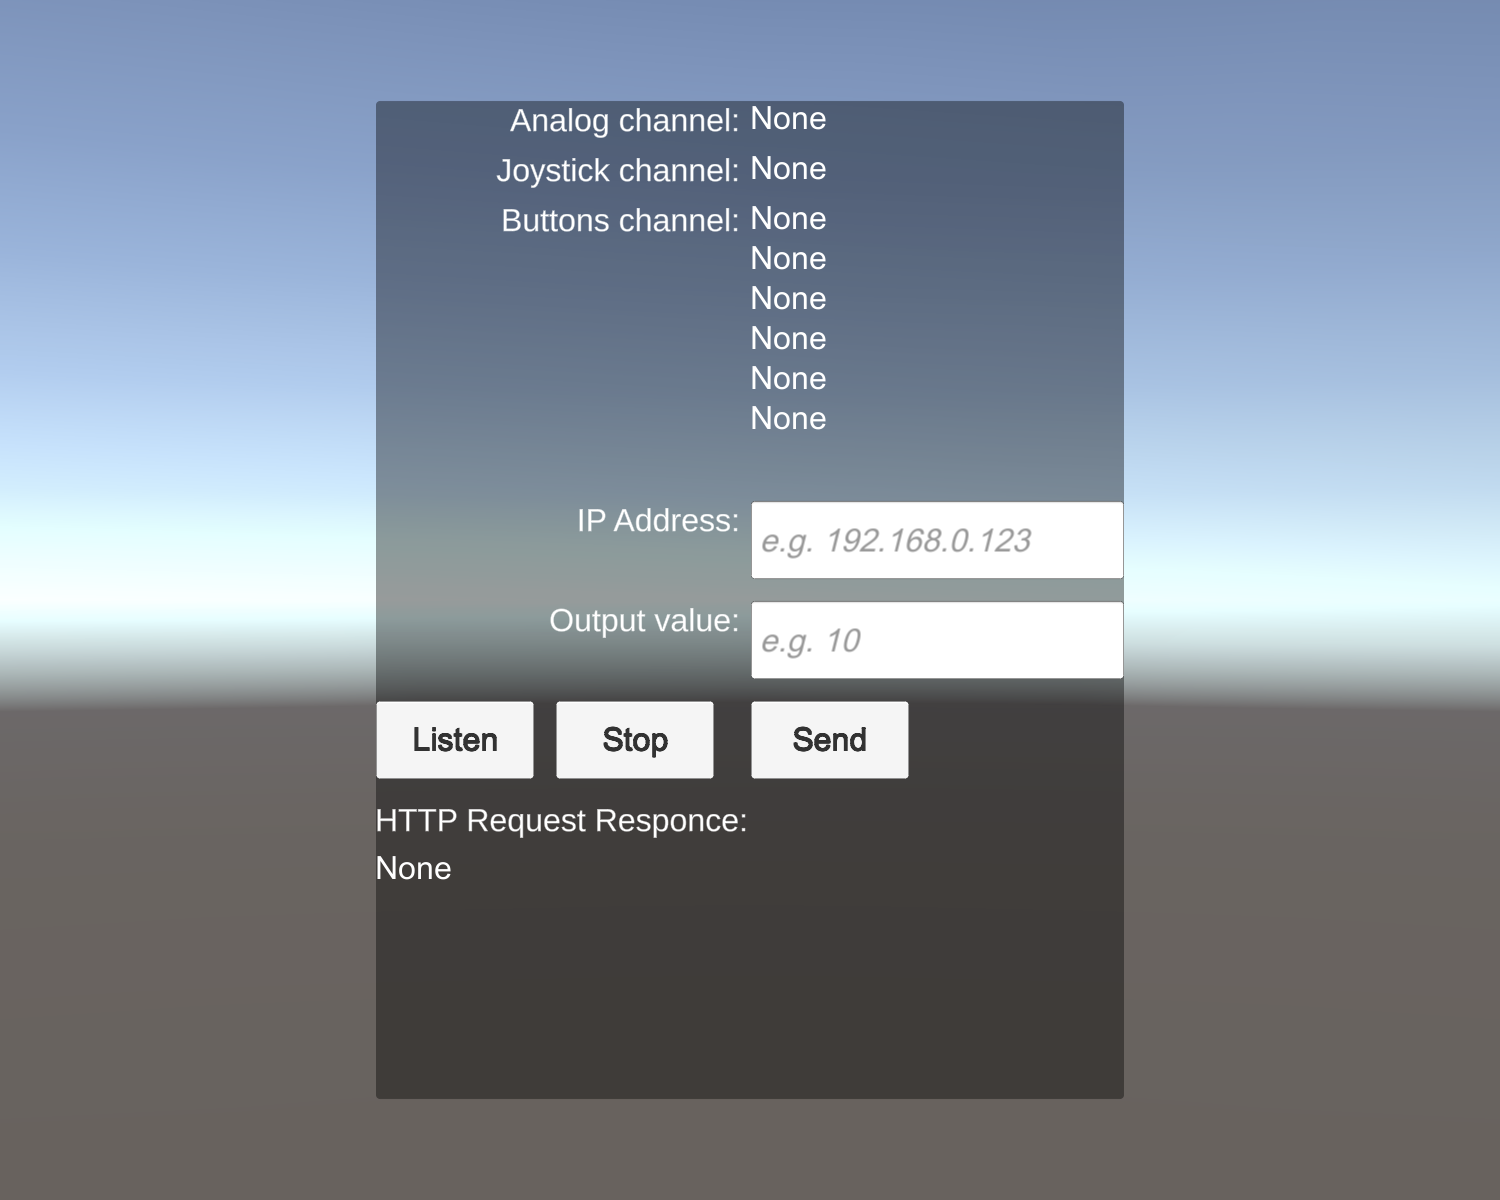 Analog channel: None
Joystick channel: None
Buttons channel: None
None
None
None
None
None
IP Address: e.g. 192.168.0.123
Output value: e.g. 10
Listen Stop Send
HTTP Request Responce:
None